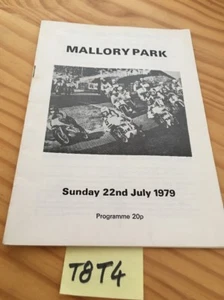 MALLORY PARK
Sunday 22nd July 1979
Programme 20p
T8T4